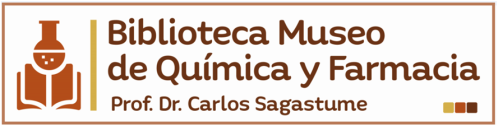 Biblioteca Museo
de Química y Farmacia
Prof. Dr. Carlos Sagastume